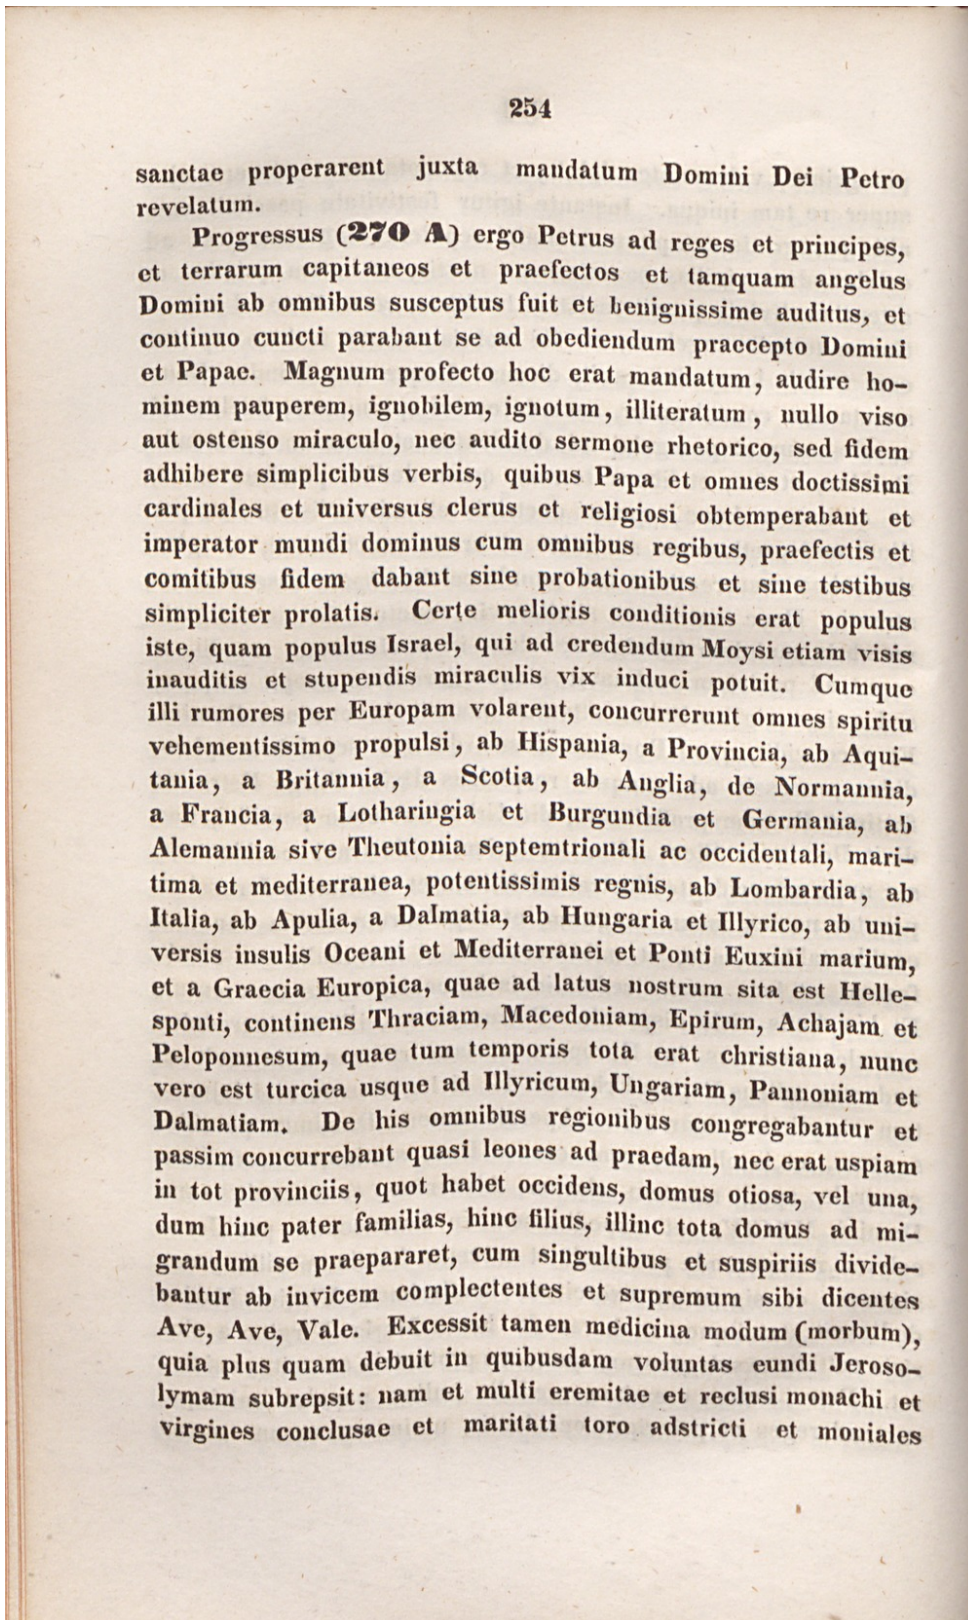 254
sanctae properarent juxta mandatum Domini Dei Petro
revelatum.
Progressus (270 A) ergo Petrus ad reges et principes,
et terrarum capitaneos et praefectos et tamquam angelus
Domini ab omnibus susceptus fuit et benignissime auditus, et
continuo cuncti parabant se ad obediendum praecepto Domini
et Papae. Magnum profecto hoc erat mandatum, audire ho-
minem pauperem, ignobilem, ignotum, illiteratum, nullo viso
aut ostenso miraculo, nec audito sermone rhetorico, sed fidem
adhibere simplicibus verbis, quibus Papa et omnes doctissimi
cardinales et universus clerus et religiosi obtemperabant et
imperator mundi dominus cum omnibus regibus, praefectis et
comitibus fidem dabant sine probationibus et sine testibus
simpliciter prolatis. Certe melioris conditionis erat populus
iste, quam populus Israel, qui ad credendum Moysi etiam visis
inauditis et stupendis miraculis vix induci potuit. Cumque
illi rumores per Europam volarent, concurrerunt omnes spiritu
vehementissimo propulsi, ab Hispania, a Provincia, ab Aqui-
tania, a Britannia, a Scotia, ab Anglia, de Normannia,
a Francia, a Lotharingia et Burgundia et Germania, ab
Alemannia sive Theutonia septemtrionali ac occidentali, mari-
tima et mediterranea, potentissimis regnis, ab Lombardia, ab
Italia, ab Apulia, a Dalmatia, ab Hungaria et Illyrico, ab uni-
versis insulis Oceani et Mediterranei et Ponti Euxini marium,
et a Graecia Europica, quae ad latus nostrum sita est Helle-
sponti, continens Thraciam, Macedoniam, Epirum, Achajam et
Peloponnesum, quae tum temporis tota erat christiana, nunc
vero est turcica usque ad Illyricum, Ungariam, Pannoniam et
Dalmatiam. De his omnibus regionibus congregabantur et
passim concurrebant quasi leones ad praedam, nec erat uspiam
in tot provinciis, quot habet occidens, domus otiosa, vel una,
dum hinc pater familias, hinc filius, illinc tota domus ad mi-
grandum se praepararet, cum singultibus et suspiriis divide-
bantur ab invicem complectentes et supremum sibi dicentes
Ave, Ave, Vale. Excessit tamen medicina modum (morbum),
quia plus quam debuit in quibusdam voluntas eundi Jeroso-
lymam subrepsit: nam et multi eremitae et reclusi monachi et
virgines conclusae et maritati toro adstricti et moniales